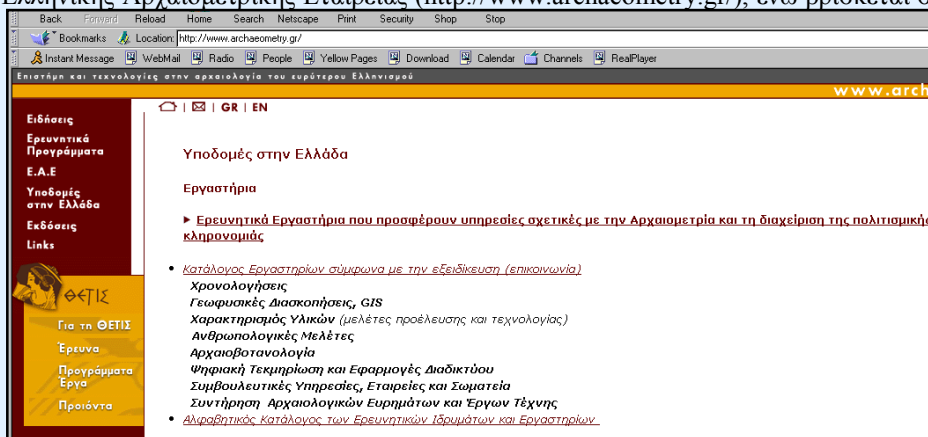 Ελληνικής Αρχαιομετρικής Εταιρείας (http://www.archaeometry.gr/), ενώ βρίσκεται
Back Forward Reload Home Search Netscape Print Security Shop Stop
Bookmarks Location: http://www.archaeometry.gr/
Instant Message WebMail Radio People Yellow Pages Download Calendar Channels RealPlayer
Επιστήμη και τεχνολογίες στην αρχαιολογία του ευρύτερου Ελληνισμού
www.arch
| GR | EN
Ειδήσεις
Ερευνητικά
Προγράμματα
Ε.Α.Ε
Υποδομές
στην Ελλάδα
Εκδόσεις
Links
ΘΕΤΙΣ
Για τη ΘΕΤΙΣ
Έρευνα
Προγράμματα
Έργα
Προιόντα
Υποδομές στην Ελλάδα
Εργαστήρια
► Ερευνητικά Εργαστήρια που προσφέρουν υπηρεσίες σχετικές με την Αρχαιομετρία και τη διαχείριση της πολιτισμικής
κληρονομιάς
• Κατάλογος Εργαστηρίων σύμφωνα με την εξειδίκευση (επικοινωνία)
Χρονολογήσεις
Γεωφυσικές Διασκοπήσεις, GIS
Χαρακτηρισμός Υλικών (μελέτες προέλευσης και τεχνολογίας)
Ανθρωπολογικές Μελέτες
Αρχαιοβοτανολογία
Ψηφιακή Τεκμηρίωση και Εφαρμογές Διαδικτύου
Συμβουλευτικές Υπηρεσίες, Εταιρείες και Σωματεία
Συντήρηση Αρχαιολογικών Ευρημάτων και Έργων Τέχνης
• Αλφαβητικός Κατάλογος των Ερευνητικών Ιδρυμάτων και Εργαστηρίων